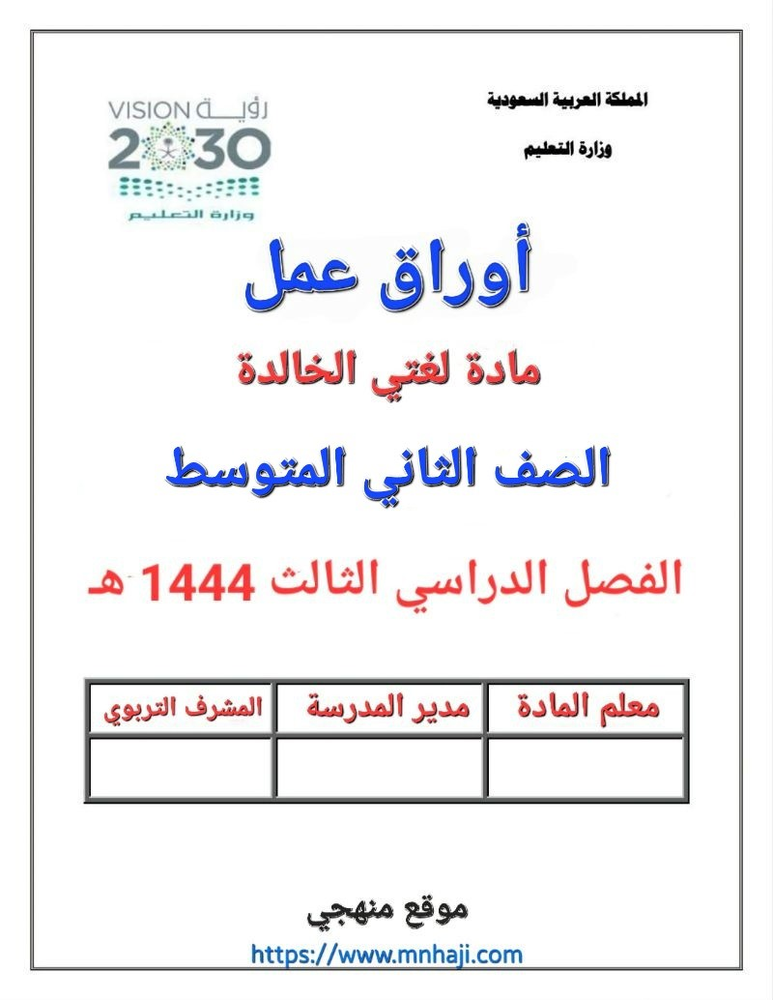 المملكة العربية السعودية
وزارة التعليم
VISION رؤيـــة
2030
وزارة التعليم
أوراق عمل
مادة لغتي الخالدة
الصف الثاني المتوسط
الفصل الدراسي الثالث 1444 هـ
معلم المادة
مدير المدرسة
المشرف التربوي
موقع منهجي
https://www.mnhaji.com